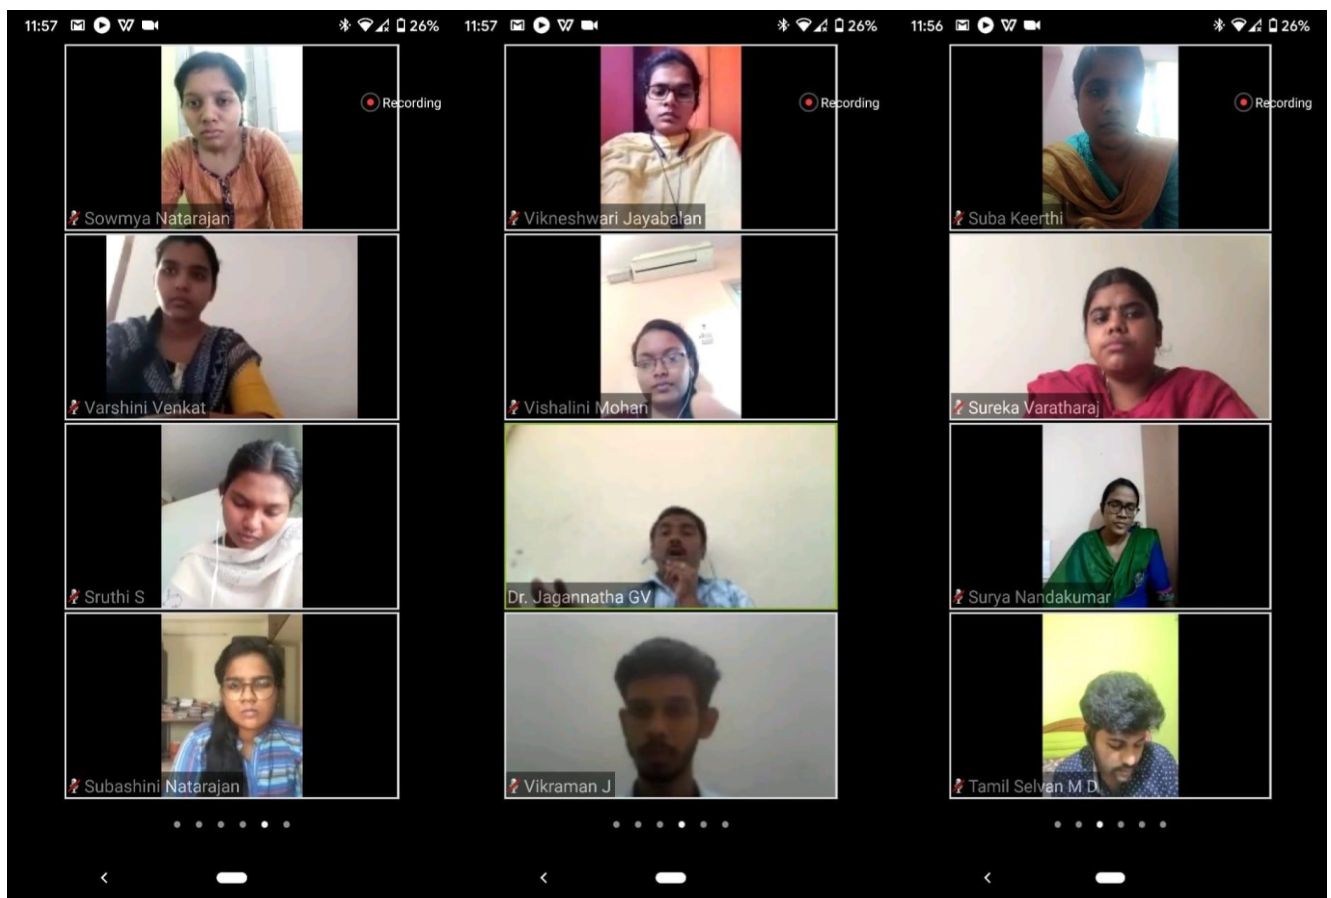 11:57
26%
Recording
Sowmya Natarajan
Varshini Venkat
Sruthi S
Subashini Natarajan
11:57
26%
Recording
Vikneshwari Jayabalan
Vishalini Mohan
Dr. Jagannatha GV
Vikraman J
11:56
26%
Recording
Suba Keerthi
Sureka Varatharaj
Surya Nandakumar
Tamil Selvan M D